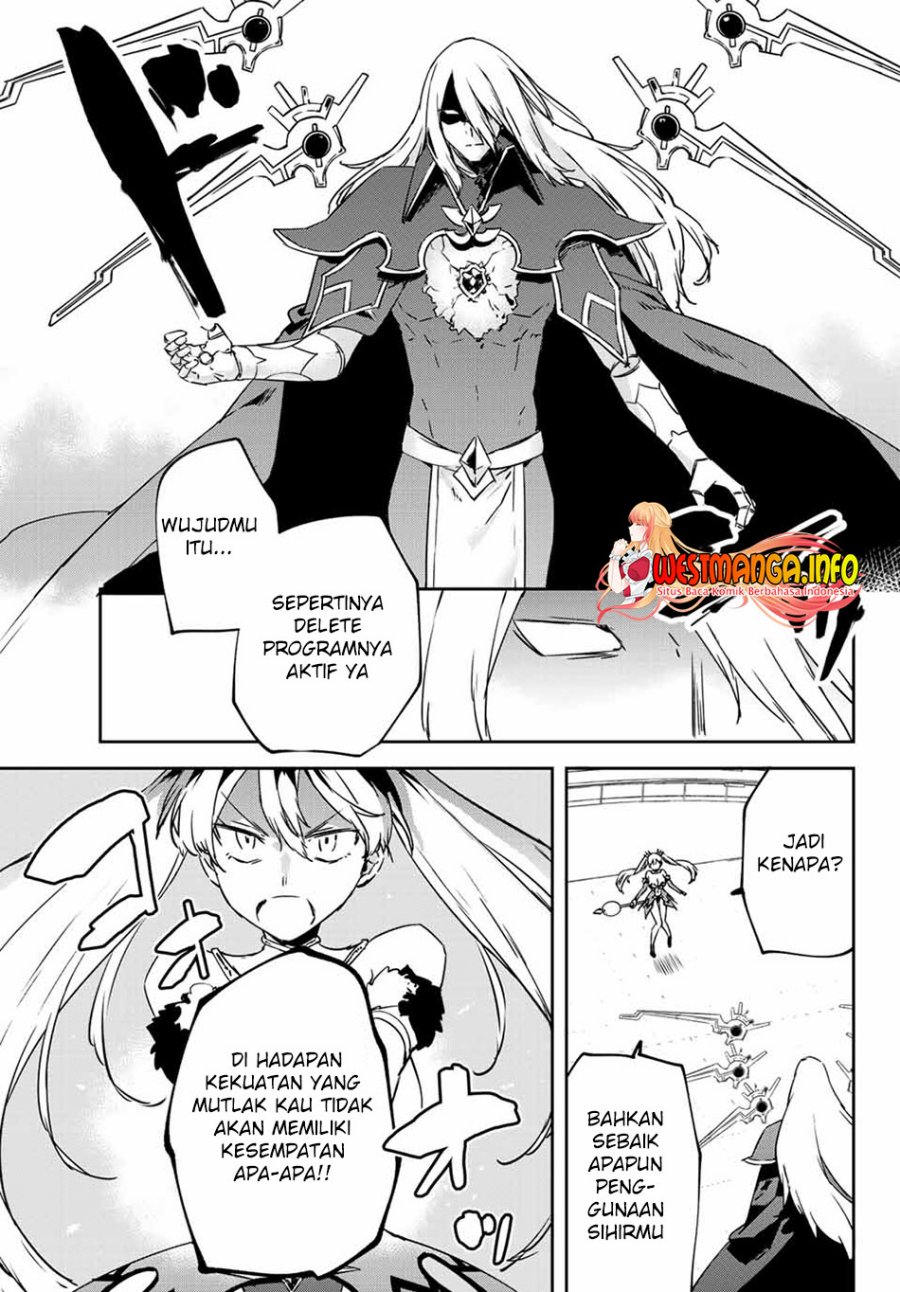 WUJUDMU
ITU...
SEPERTINYA
DELETE
PROGRAMNYA
AKTIF YA
WESTMANGA.INFO
Situs Baca Komik Berbahasa Indonesia
JADI
KENAPA?
BAHKAN
SEBAIK
APAPUN
PENG-
GUNAAN
SIHIRMU
DI HADAPAN
KEKUATAN YANG
MUTLAK KAU TIDAK
AKAN MEMILIKI
KESEMPATAN
APA-APA!!